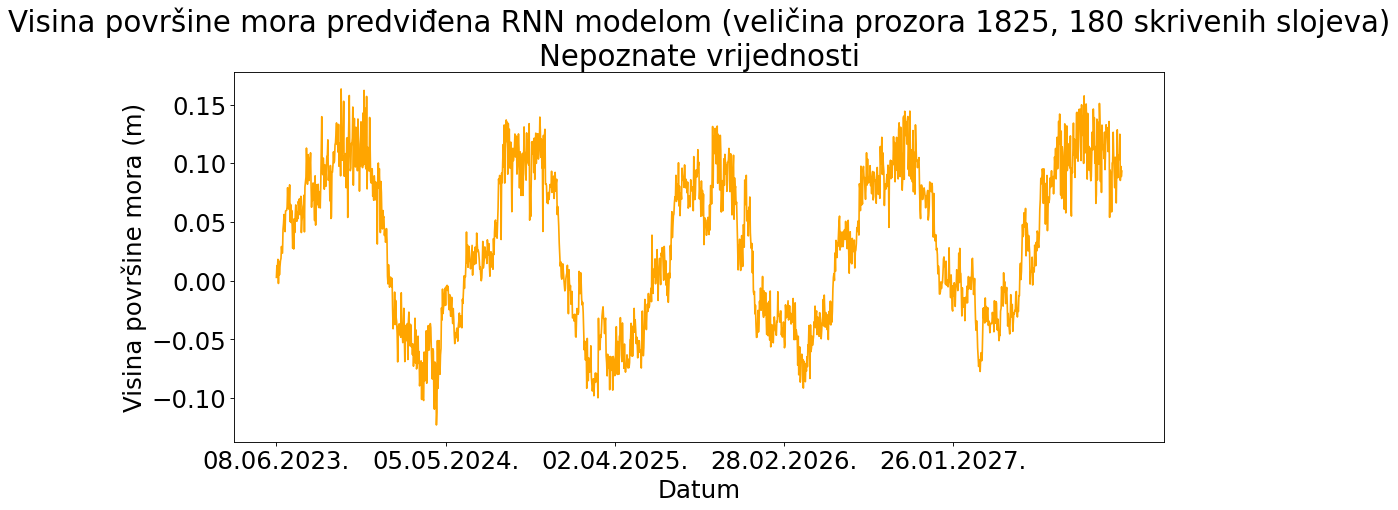 Visina površine mora predviđena RNN modelom (veličina prozora 1825, 180 skrivenih slojeva)
Nepoznate vrijednosti
Visina površine mora (m)
0.15
0.10
0.05
0.00
−0.05
−0.10
08.06.2023. 05.05.2024. 02.04.2025. 28.02.2026. 26.01.2027.
Datum